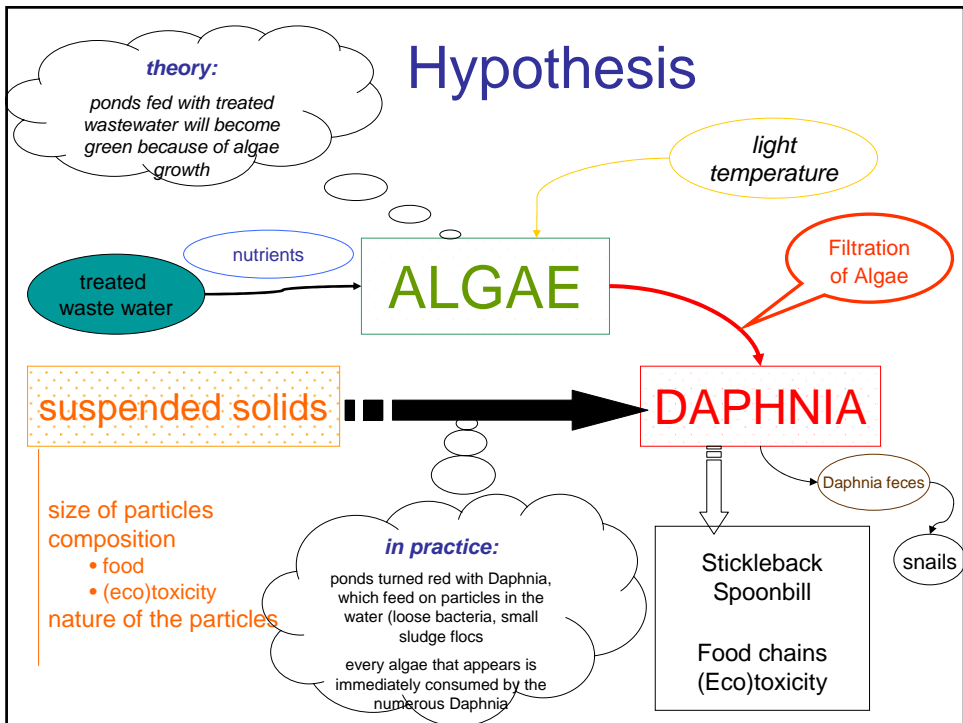 Hypothesis
theory:
ponds fed with treated
wastewater will become
green because of algae
growth
light
temperature
nutrients
treated
waste water
ALGAE
Filtration
of Algae
suspended solids
DAPHNIA
size of particles
composition
• food
• (eco)toxicity
nature of the particles
in practice:
ponds turned red with Daphnia,
which feed on particles in the
water (loose bacteria, small
sludge flocs
every algae that appears is
immediately consumed by the
numerous Daphnia
Daphnia feces
snails
Stickleback
Spoonbill
Food chains
(Eco)toxicity